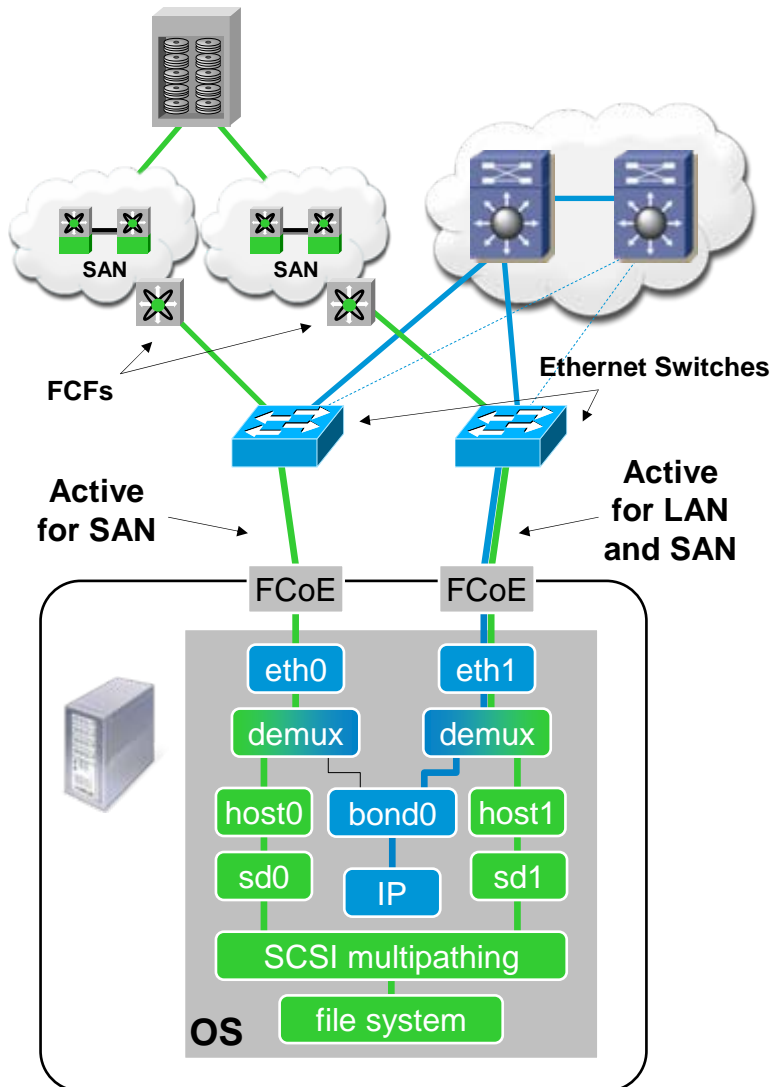 SAN
SAN
FCFs
Ethernet Switches
Active
for SAN
Active
for LAN
and SAN
FCoE
FCoE
eth0
eth1
demux
demux
host0
bond0
host1
sd0
IP
sd1
SCSI multipathing
file system
OS